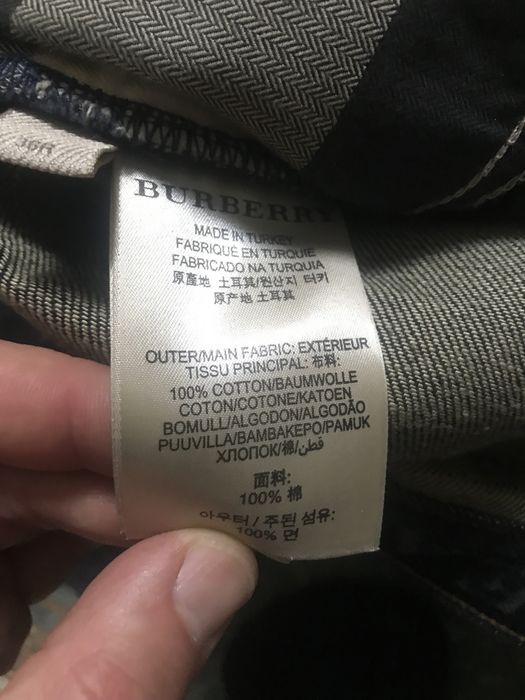 BURBERRY
MADE IN TURKEY
FABRIQUÉ EN TURQUIE
FABRICADO NA TURQUIA
原產地 土耳其/원산지 터키
原产地 土耳其
OUTER/MAIN FABRIC: EXTÉRIEUR
TISSU PRINCIPAL: 布料:
100% COTTON/BAUMWOLLE
COTON/COTONE/KATOEN
BOMULL/ALGODON/ALGODÃO
PUUVILLA/ΒΑΜΒΑΚΕΡΟ/PAMUK
ХЛОПОК/棉/قطن
面料:
100% 棉
아우터 / 주된 섬유:
100% 면